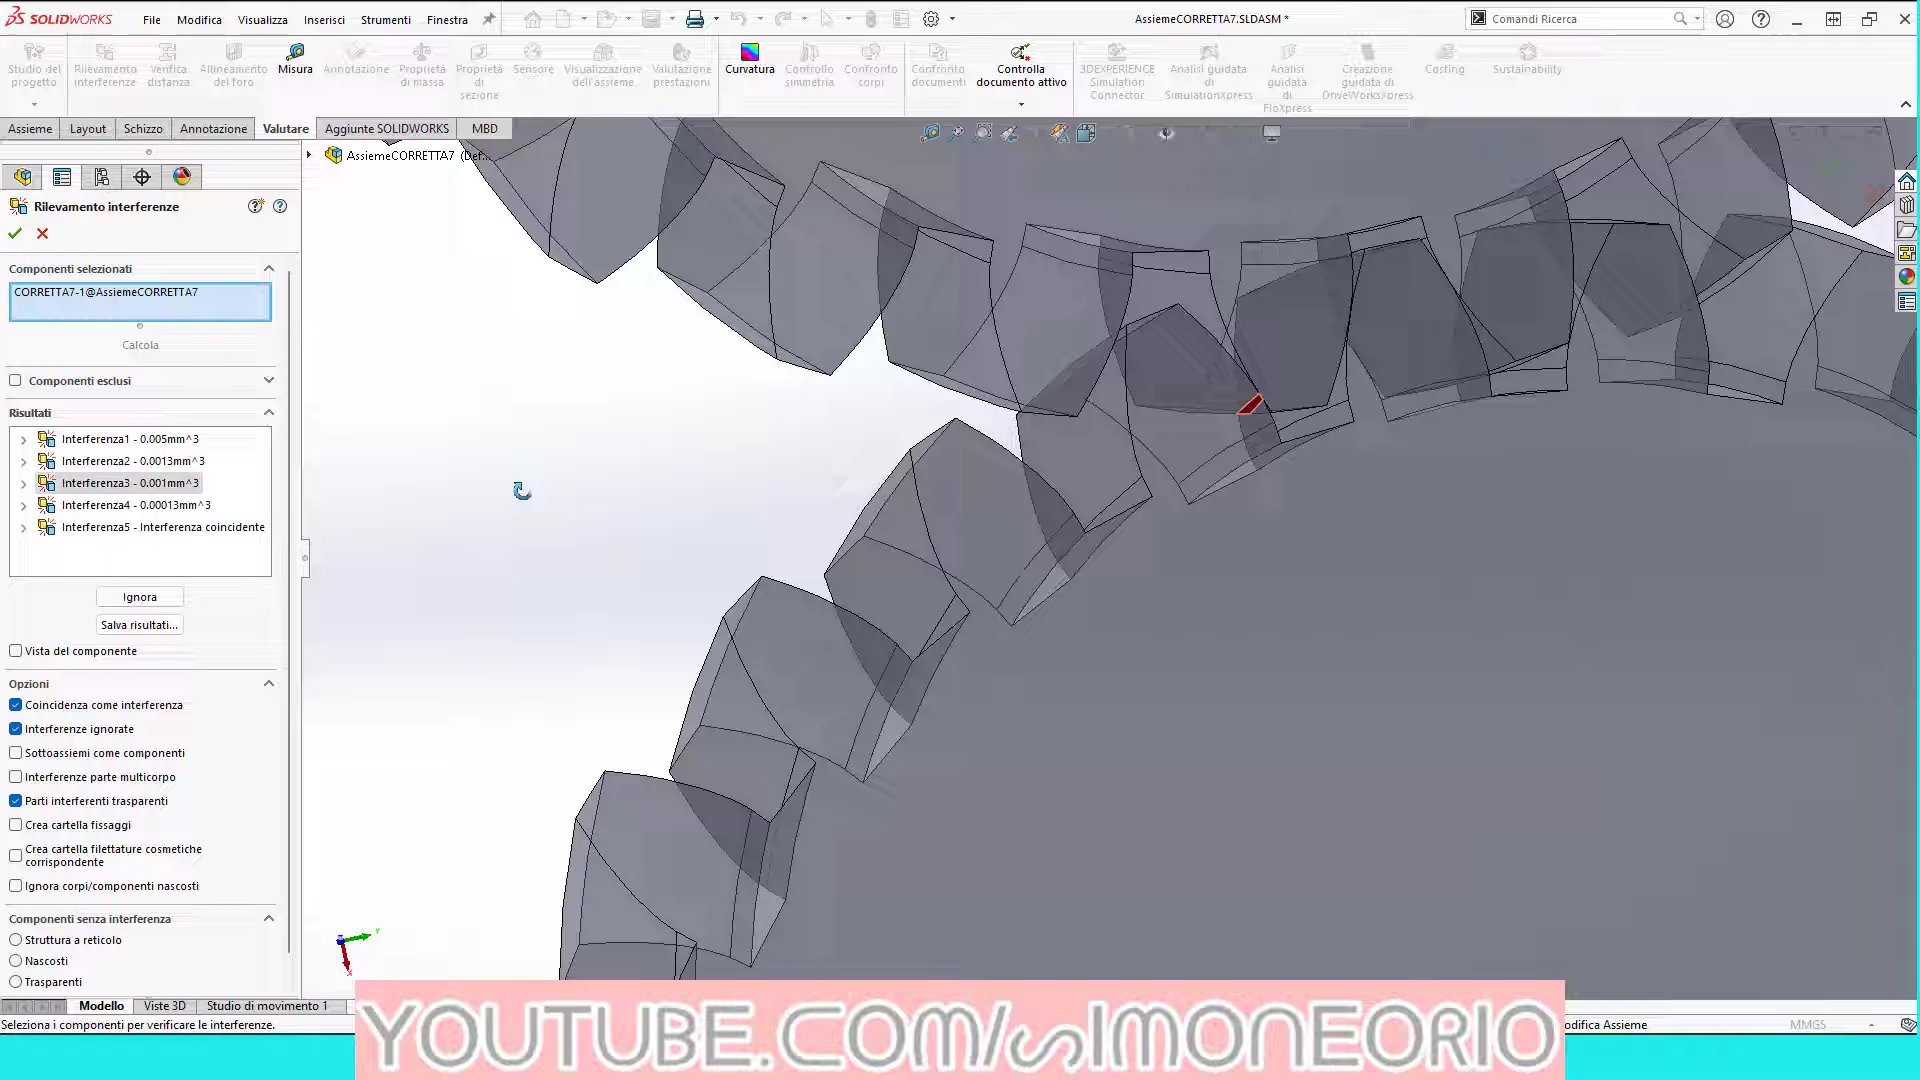 SOLIDWORKS
File Modifica Visualizza Inserisci Strumenti Finestra
AssiemeCORRETTA7.SLDASM *
Comandi Ricerca
Studio del progetto
Rilevamento interferenze
Verifica distanza
Allineamento del foro
Misura
Annotazione
Proprietà di massa
Proprietà di sezione
Sensore
Visualizzazione dell'assieme
Valutazione prestazioni
Curvatura
Controllo simmetria
Confronto corpi
Confronto documenti
Controlla documento attivo
3DEXPERIENCE Simulation Connector
Analisi guidata di SimulationXpress
Analisi guidata di FloXpress
Creazione guidata di DriveWorksXpress
Costing
Sustainability
Assieme Layout Schizzo Annotazione Valutare Aggiunte SOLIDWORKS MBD
AssiemeCORRETTA7 (Def...
Rilevamento interferenze
Componenti selezionati
CORRETTA7-1@AssiemeCORRETTA7
Calcola
Componenti esclusi
Risultati
Interferenza1 - 0.005mm^3
Interferenza2 - 0.0013mm^3
Interferenza3 - 0.001mm^3
Interferenza4 - 0.00013mm^3
Interferenza5 - Interferenza coincidente
Ignora
Salva risultati...
Vista del componente
Opzioni
Coincidenza come interferenza
Interferenze ignorate
Sottoassiemi come componenti
Interferenze parte multicorpo
Parti interferenti trasparenti
Crea cartella fissaggi
Crea cartella filettature cosmetiche
corrispondente
Ignora corpi/componenti nascosti
Componenti senza interferenza
Struttura a reticolo
Nascosti
Trasparenti
Modello Viste 3D Studio di movimento 1
Seleziona i componenti per verificare le interferenze.
odifica Assieme
MMGS
YOUTUBE.COM/SIMONEORIO